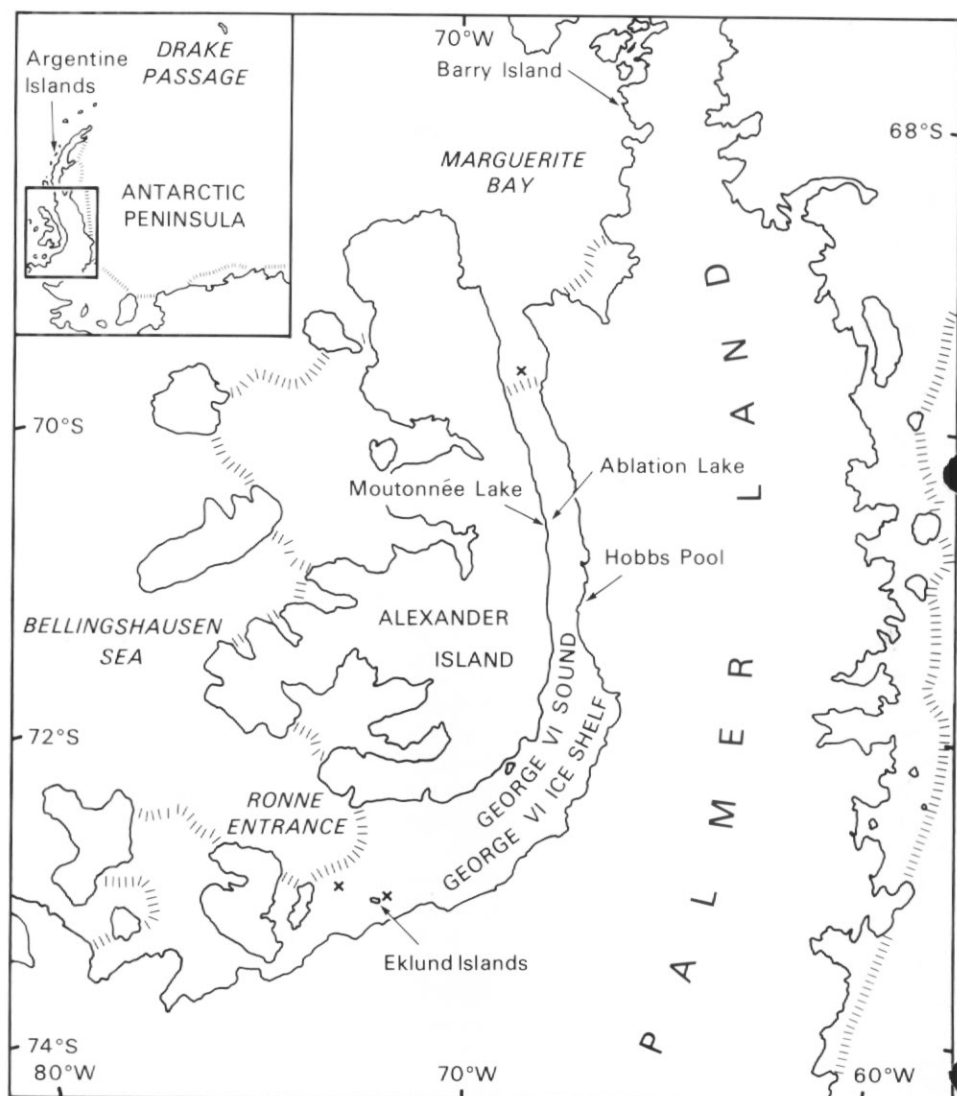 Argentine
Islands
DRAKE
PASSAGE
ANTARCTIC
PENINSULA
70°W
Barry Island
68°S
MARGUERITE
BAY
70°S
Moutonnée Lake
Ablation Lake
Hobbs Pool
BELLINGSHAUSEN
SEA
ALEXANDER
ISLAND
GEORGE VI SOUND
GEORGE VI ICE SHELF
PALMER LAND
72°S
RONNE
ENTRANCE
Eklund Islands
74°S
80°W
70°W
60°W